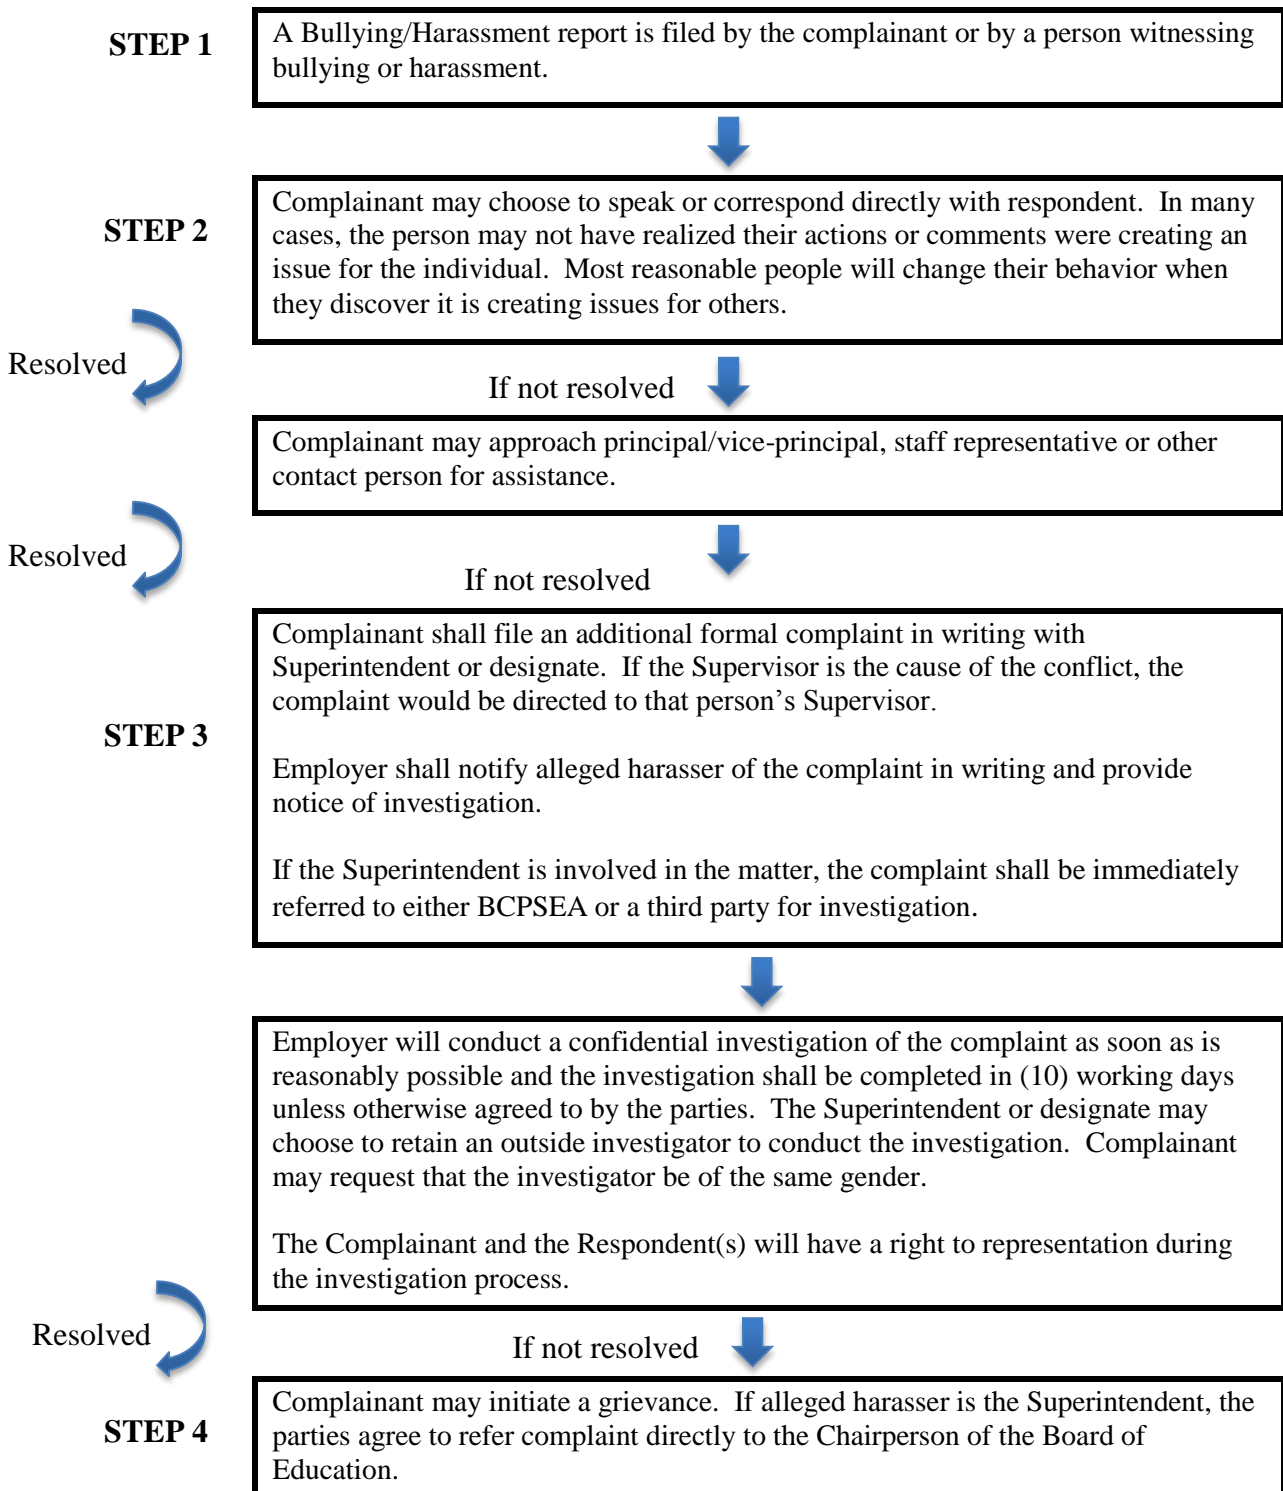 STEP 1
A Bullying/Harassment report is filed by the complainant or by a person witnessing
bullying or harassment.
STEP 2
Complainant may choose to speak or correspond directly with respondent.  In many
cases, the person may not have realized their actions or comments were creating an
issue for the individual.  Most reasonable people will change their behavior when
they discover it is creating issues for others.
Resolved
If not resolved
Complainant may approach principal/vice-principal, staff representative or other
contact person for assistance.
Resolved
If not resolved
Complainant shall file an additional formal complaint in writing with
Superintendent or designate.  If the Supervisor is the cause of the conflict, the
complaint would be directed to that person’s Supervisor.
STEP 3
Employer shall notify alleged harasser of the complaint in writing and provide
notice of investigation.
If the Superintendent is involved in the matter, the complaint shall be immediately
referred to either BCPSEA or a third party for investigation.
Employer will conduct a confidential investigation of the complaint as soon as is
reasonably possible and the investigation shall be completed in (10) working days
unless otherwise agreed to by the parties.  The Superintendent or designate may
choose to retain an outside investigator to conduct the investigation.  Complainant
may request that the investigator be of the same gender.
The Complainant and the Respondent(s) will have a right to representation during
the investigation process.
Resolved
If not resolved
STEP 4
Complainant may initiate a grievance.  If alleged harasser is the Superintendent, the
parties agree to refer complaint directly to the Chairperson of the Board of
Education.